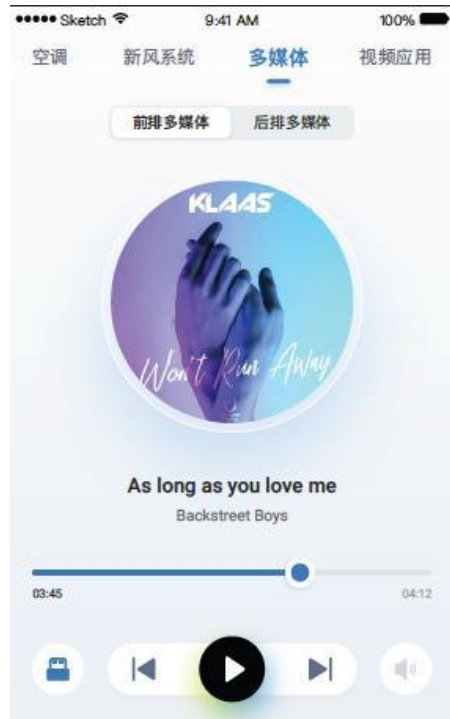 Sketch 9:41 AM 100%
空调 新风系统 多媒体 视频应用
前排多媒体 后排多媒体
KLAAS
Won't Run Away
As long as you love me
Backstreet Boys
03:45 04:12